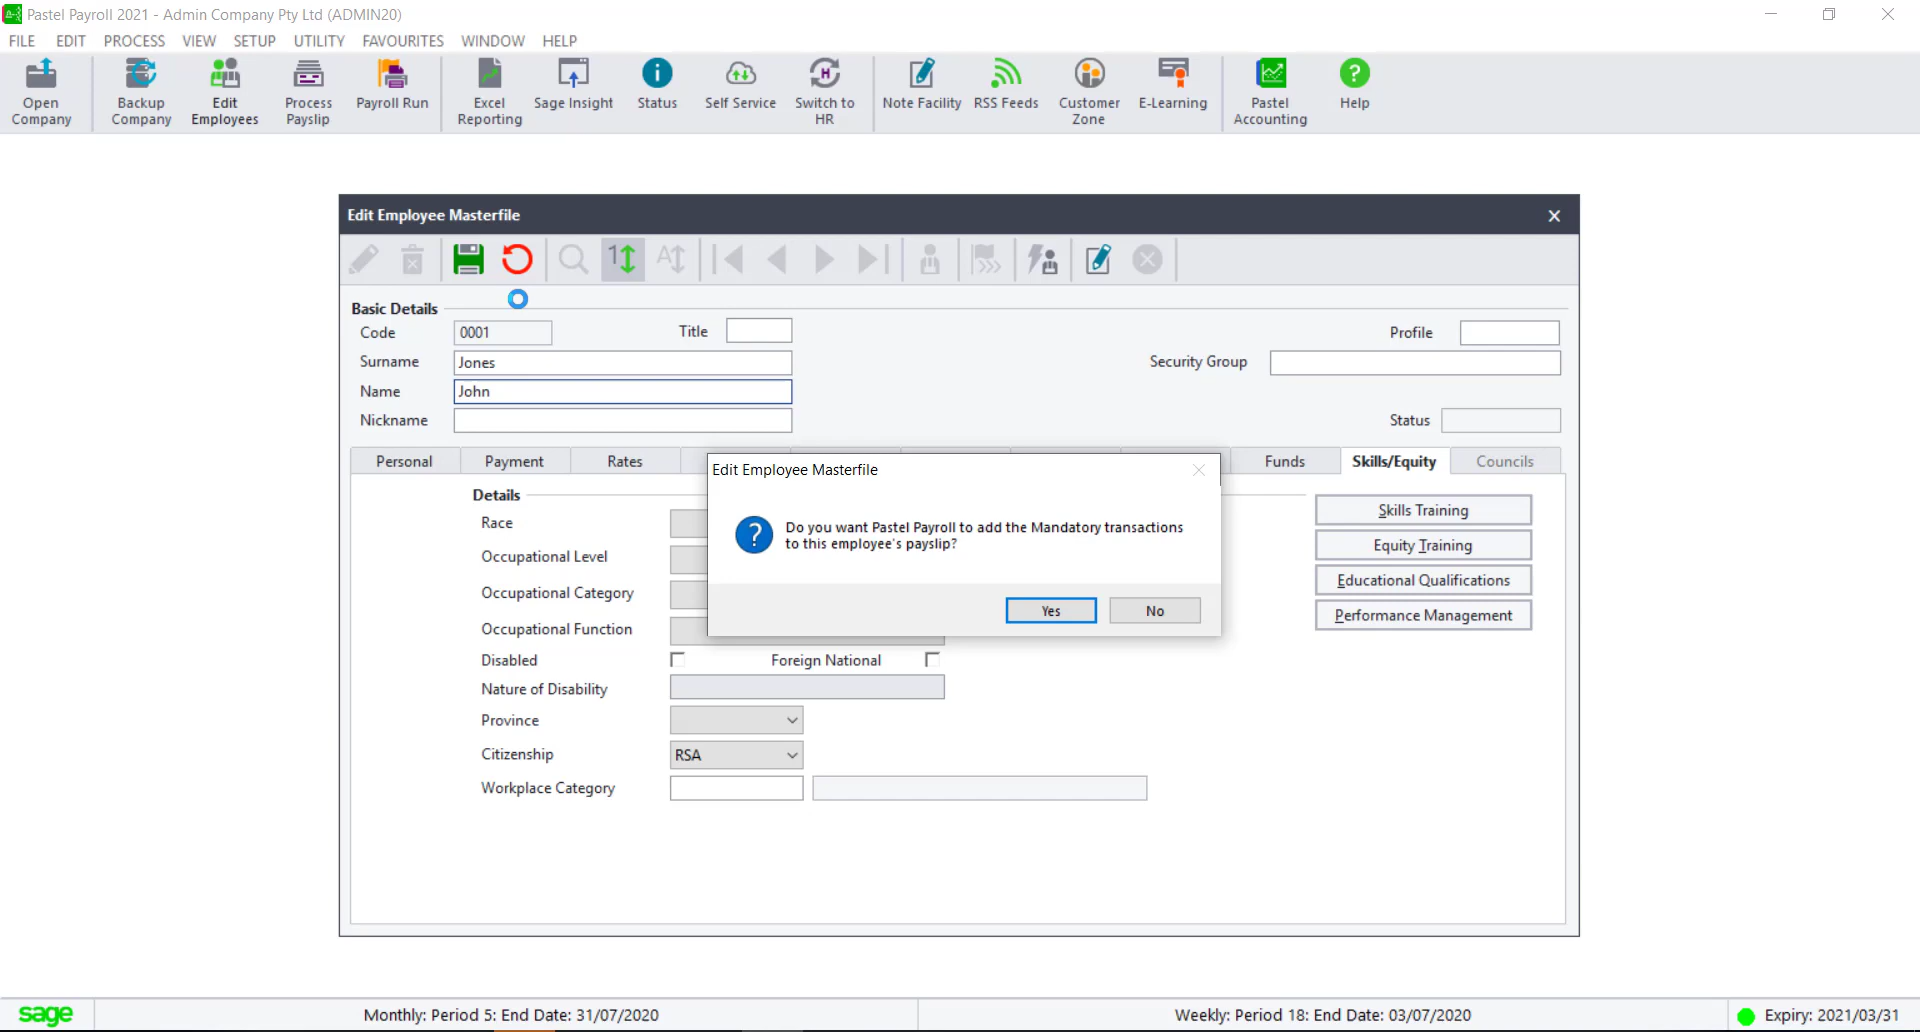 Pastel Payroll 2021 - Admin Company Pty Ltd (ADMIN20)
FILE EDIT PROCESS VIEW SETUP UTILITY FAVOURITES WINDOW HELP
Open Company
Backup Company
Edit Employees
Process Payslip
Payroll Run
Excel Reporting
Sage Insight
Status
Self Service
Switch to HR
Note Facility
RSS Feeds
Customer Zone
E-Learning
Pastel Accounting
Help
Edit Employee Masterfile
Basic Details
Code 0001 Title Profile
Surname Jones Security Group
Name John
Nickname Status
Personal Payment Rates Funds Skills/Equity Councils
Edit Employee Masterfile
Do you want Pastel Payroll to add the Mandatory transactions
to this employee's payslip?
Yes No
Details
Race
Occupational Level
Occupational Category
Occupational Function
Disabled Foreign National
Nature of Disability
Province
Citizenship RSA
Workplace Category
Skills Training
Equity Training
Educational Qualifications
Performance Management
sage Monthly: Period 5: End Date: 31/07/2020 Weekly: Period 18: End Date: 03/07/2020 Expiry: 2021/03/31